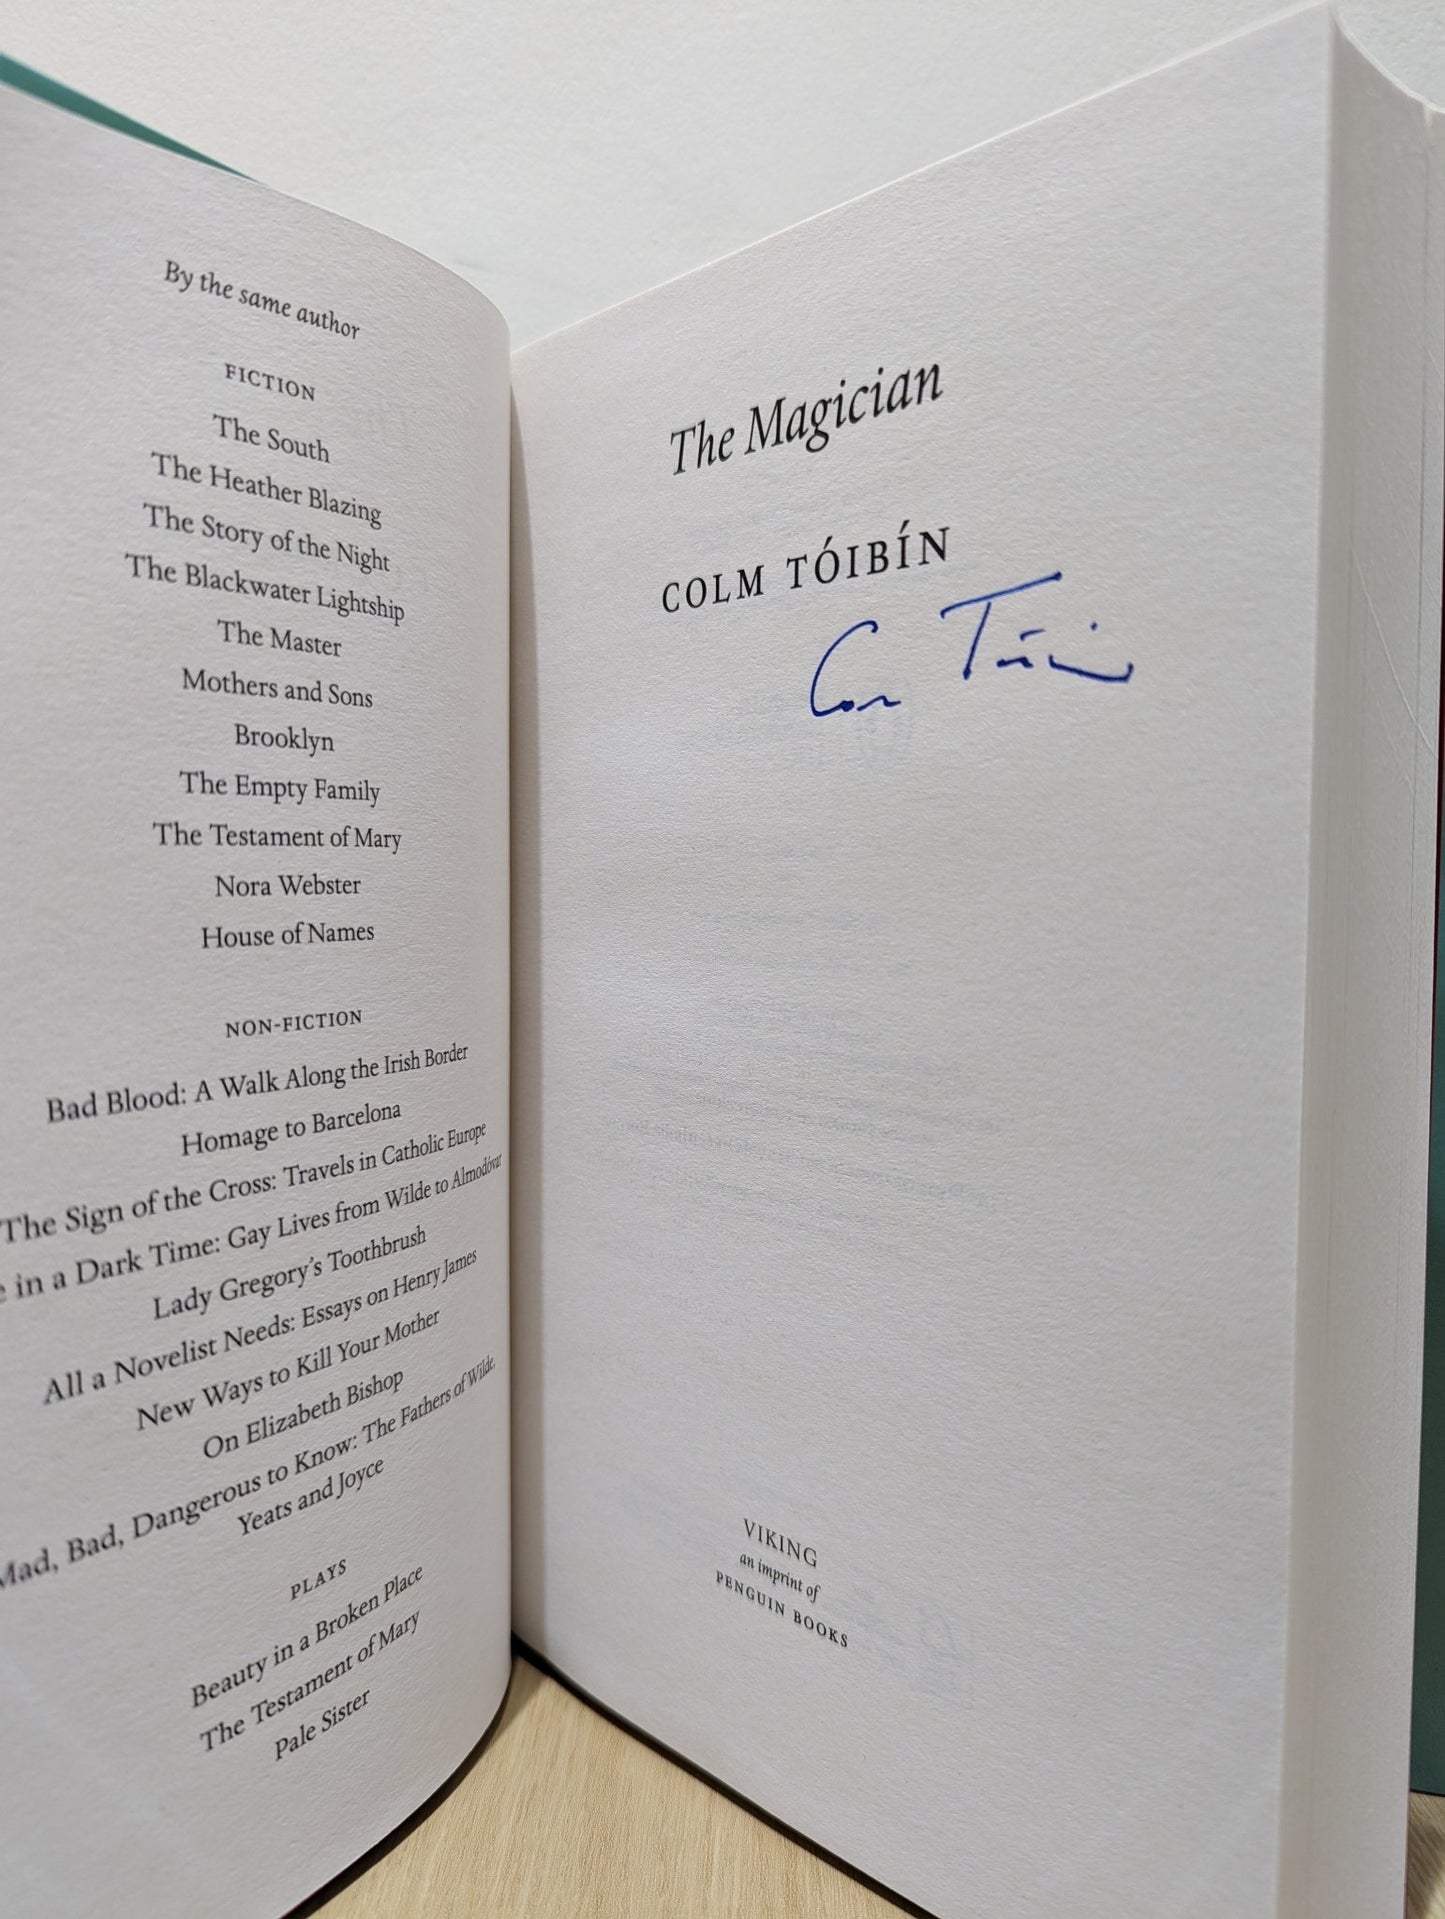 By the same author
FICTION
The South
The Heather Blazing
The Story of the Night
The Blackwater Lightship
The Master
Mothers and Sons
Brooklyn
The Empty Family
The Testament of Mary
Nora Webster
House of Names
NON-FICTION
Bad Blood: A Walk Along the Irish Border
Homage to Barcelona
The Sign of the Cross: Travels in Catholic Europe
in a Dark Time: Gay Lives from Wilde to Almodóvar
Lady Gregory's Toothbrush
All a Novelist Needs: Essays on Henry James
New Ways to Kill Your Mother
On Elizabeth Bishop
Mad, Bad, Dangerous to Know: The Fathers of Wilde,
Yeats and Joyce
PLAYS
Beauty in a Broken Place
The Testament of Mary
Pale Sister
The Magician
COLM TÓIBÍN
VIKING
an imprint of
PENGUIN BOOKS